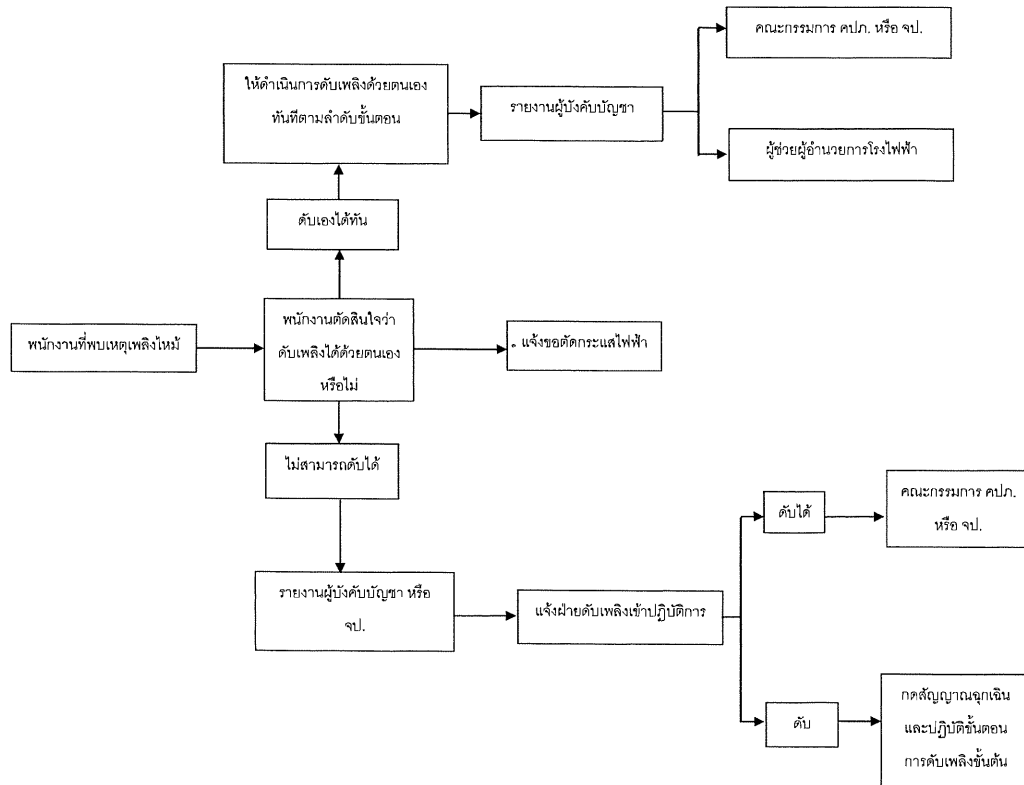 คณะกรรมการ คปภ. หรือ จป.
ให้ดำเนินการดับเพลิงด้วยตนเอง
ทันทีตามลำดับขั้นตอน
รายงานผู้บังคับบัญชา
ผู้ช่วยผู้อำนวยการโรงไฟฟ้า
ดับเองได้ทัน
พนักงานที่พบเหตุเพลิงไหม้
พนักงานตัดสินใจว่า
ดับเพลิงได้ด้วยตนเอง
หรือไม่
แจ้งขอตัดกระแสไฟฟ้า
ไม่สามารถดับได้
รายงานผู้บังคับบัญชา หรือ
จป.
แจ้งฝ่ายดับเพลิงเข้าปฏิบัติการ
ดับได้
คณะกรรมการ คปภ.
หรือ จป.
ดับ
กดสัญญาณฉุกเฉิน
และปฏิบัติขั้นตอน
การดับเพลิงขั้นต้น